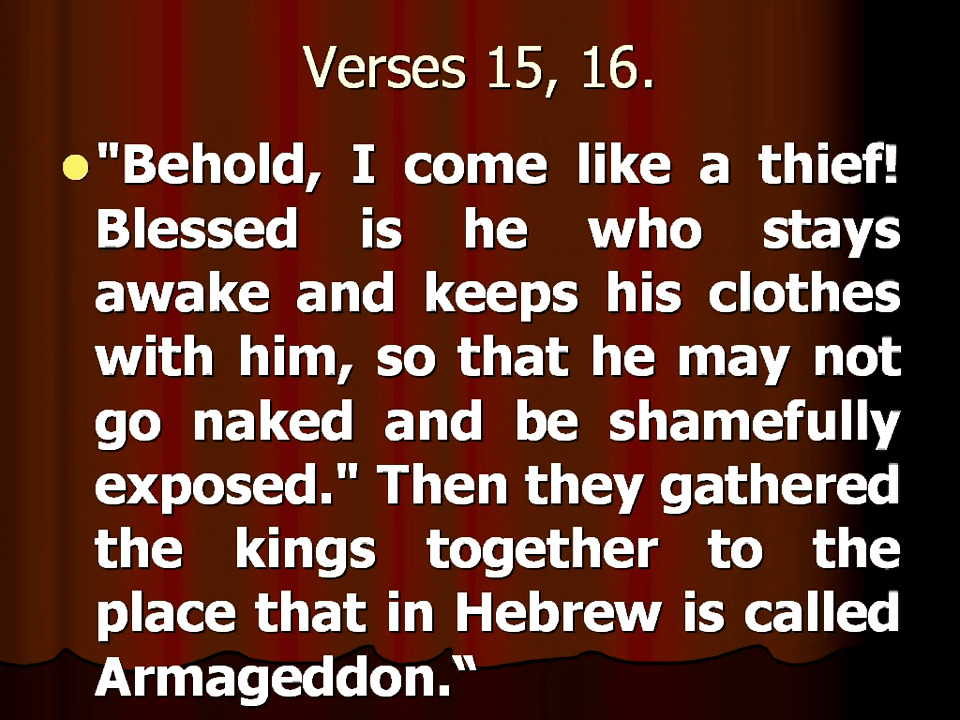 Verses 15, 16.
"Behold, I come like a thief!
Blessed is he who stays
awake and keeps his clothes
with him, so that he may not
go naked and be shamefully
exposed." Then they gathered
the kings together to the
place that in Hebrew is called
Armageddon.“